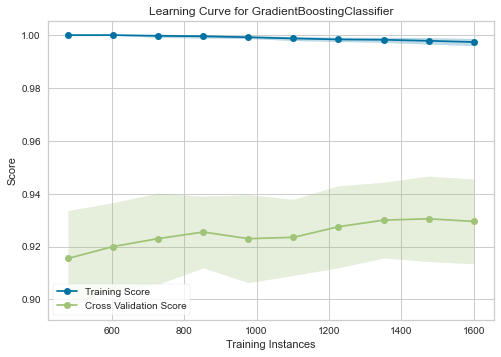 Learning Curve for GradientBoostingClassifier
1.00
0.98
0.96
0.94
0.92
0.90
Score
Training Score
Cross Validation Score
600 800 1000 1200 1400 1600
Training Instances